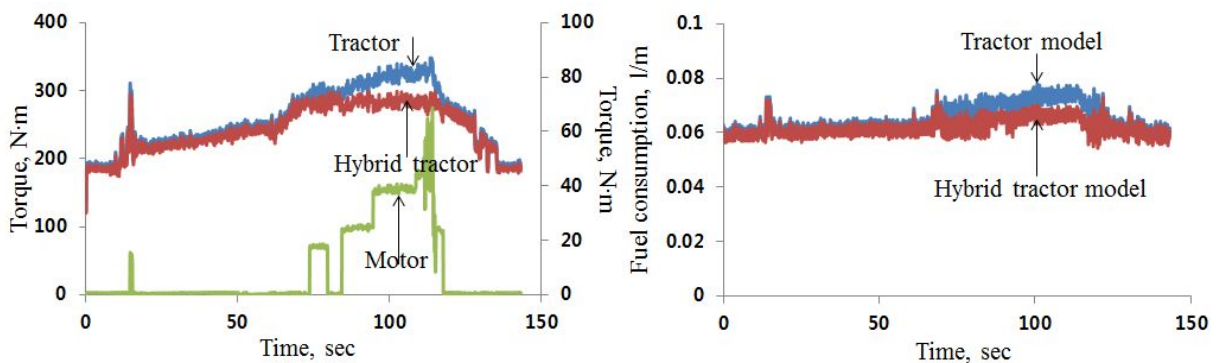 400
300
200
100
0
Torque, N·m
100
80
60
40
20
0
Torque, N·m
0
50
100
150
Time, sec
Tractor
Hybrid tractor
Motor
0.1
0.08
0.06
0.04
0.02
0
Fuel consumption, l/m
0
50
100
150
Time, sec
Tractor model
Hybrid tractor model